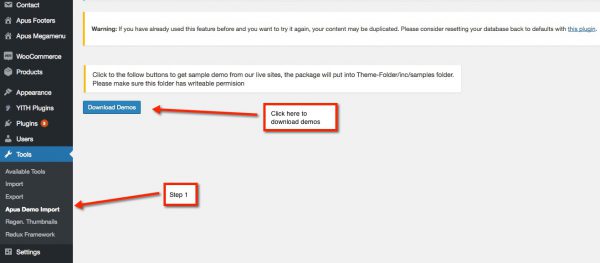 Contact
Apus Footers
Apus Megamenu
WooCommerce
Products
Appearance
YITH Plugins
Plugins 3
Users
Tools
Available Tools
Import
Export
Apus Demo Import
Regen. Thumbnails
Redux Framework
Settings
Warning: If you have already used this feature before and you want to try it again, your content may be duplicated. Please consider resetting your database back to defaults with this plugin.
Click to the follow buttons to get sample demo from our live sites, the package will put into Theme-Folder/inc/samples folder.
Please make sure this folder has writeable permision
Download Demos
Click here to
download demos
Step 1